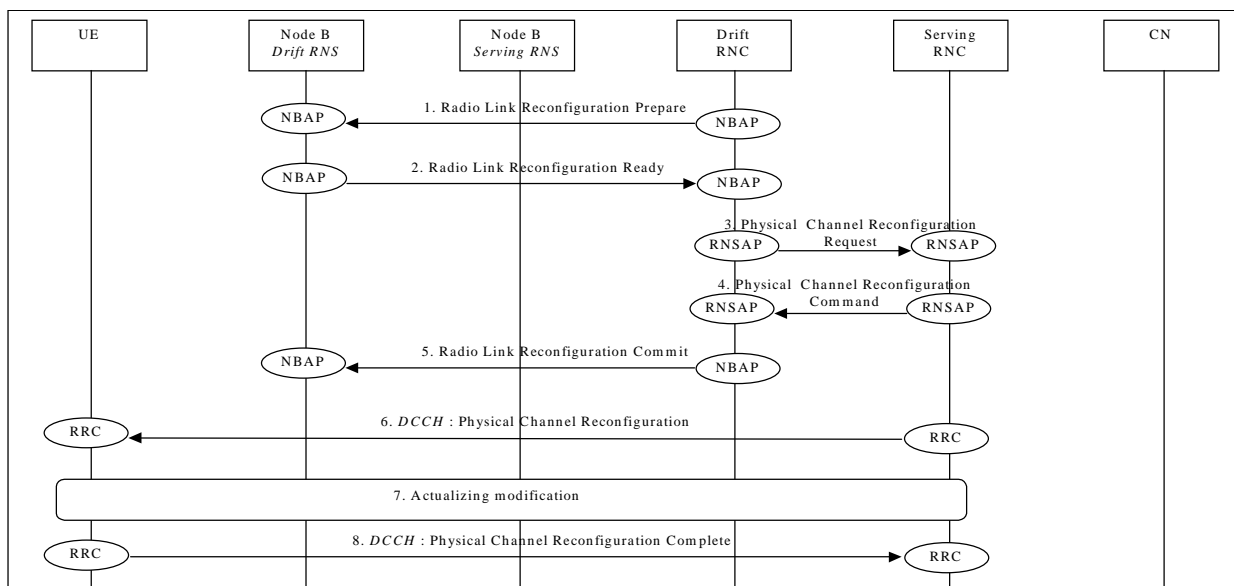 UE
Node B
Drift RNS
Node B
Serving RNS
Drift
RNC
Serving
RNC
CN
1. Radio Link Reconfiguration Prepare
NBAP
NBAP
2. Radio Link Reconfiguration Ready
NBAP
NBAP
3. Physical Channel Reconfiguration
Request
RNSAP
RNSAP
4. Physical Channel Reconfiguration
Command
RNSAP
RNSAP
5. Radio Link Reconfiguration Commit
NBAP
NBAP
6. DCCH : Physical Channel Reconfiguration
RRC
RRC
7. Actualizing modification
8. DCCH : Physical Channel Reconfiguration Complete
RRC
RRC